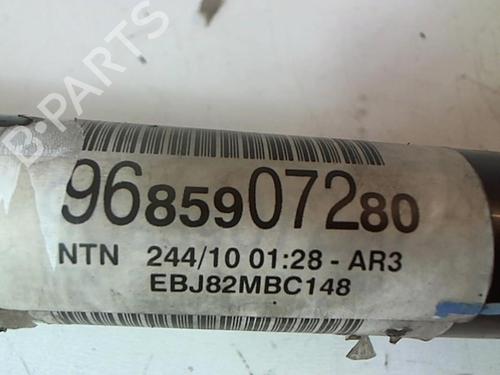 B-PARTS
9685907280
NTN 244/10 01:28 - AR3
EBJ82MBC148